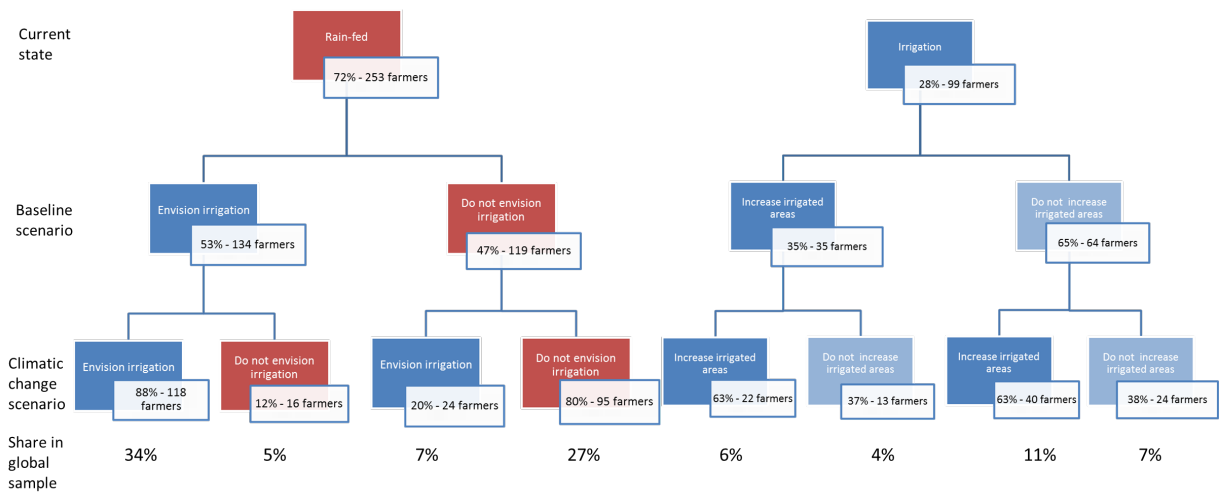 Current
state
Rain-fed
72% - 253 farmers
Irrigation
28% - 99 farmers
Baseline
scenario
Envision irrigation
53% - 134 farmers
Do not envision
irrigation
47% - 119 farmers
Increase irrigated
areas
35% - 35 farmers
Do not  increase
irrigated areas
65% - 64 farmers
Climatic
change
scenario
Envision irrigation
88% - 118
farmers
Do not envision
irrigation
12% - 16 farmers
Envision irrigation
20% - 24 farmers
Do not envision
irrigation
80% - 95 farmers
Increase irrigated
areas
63% - 22 farmers
Do not increase
irrigated areas
37% - 13 farmers
Increase irrigated
areas
63% - 40 farmers
Do not  increase
irrigated areas
38% - 24 farmers
Share in
global
sample
34%
5%
7%
27%
6%
4%
11%
7%